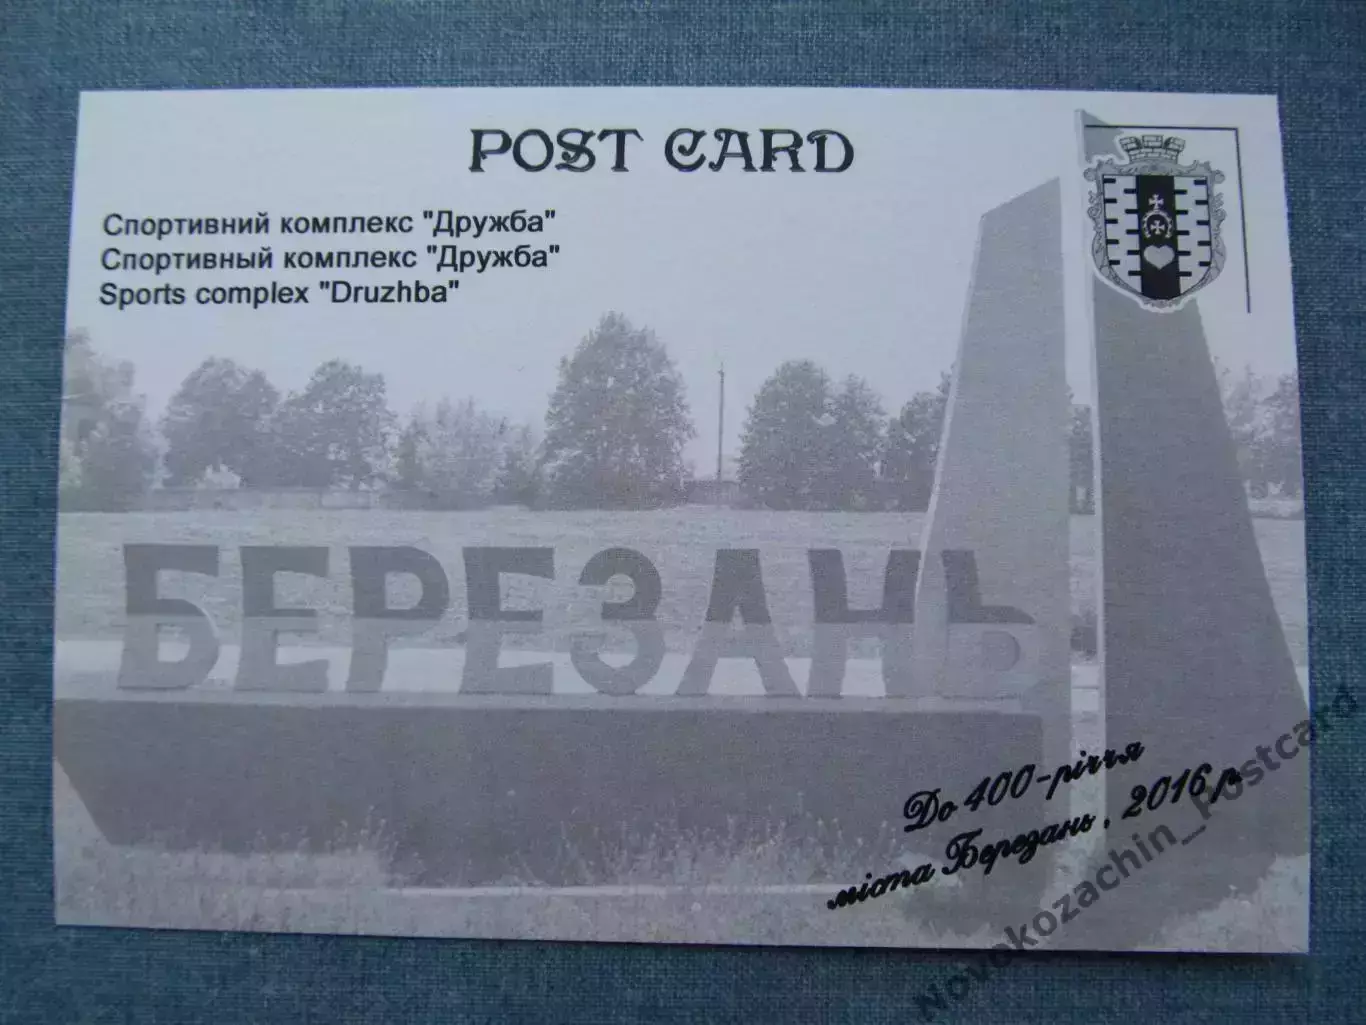 POST CARD
Спортивний комплекс "Дружба"
Спортивный комплекс "Дружба"
Sports complex "Druzhba"
БЕРЕЗАНЬ
До 400-річчя
міста Березань . 2016 р.
Novokozachin_Postcard